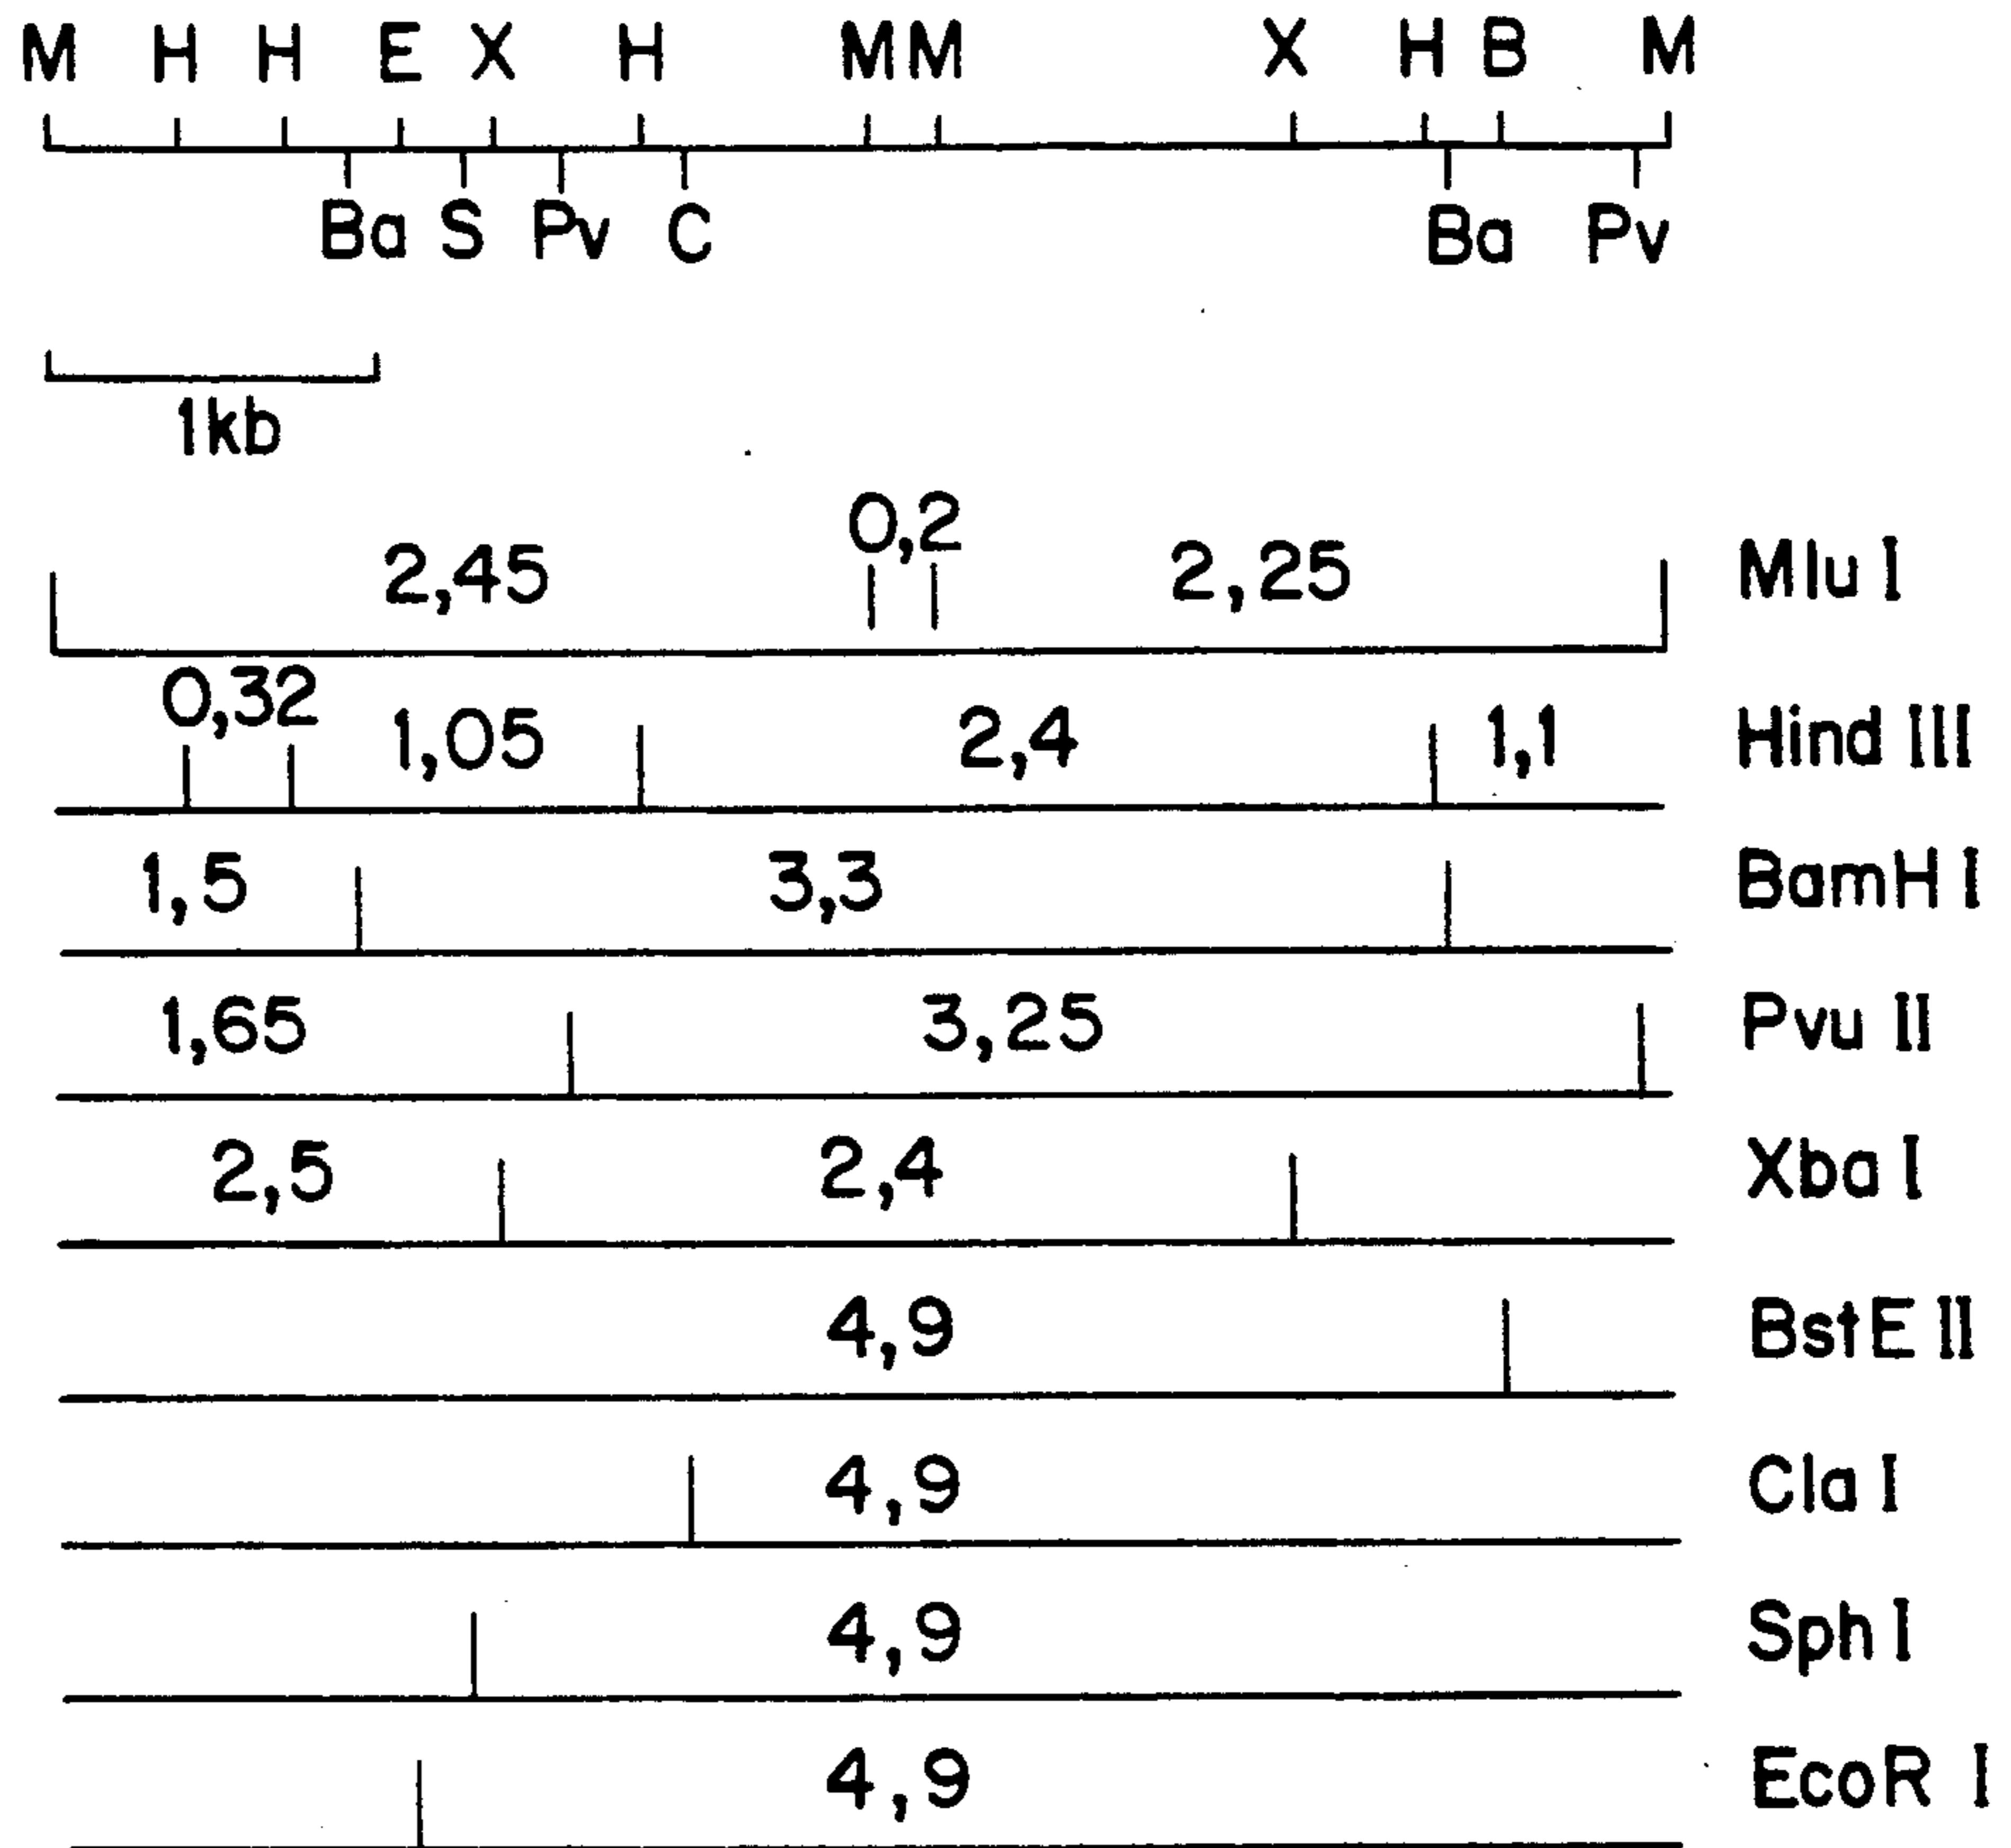 M H H E X H M M X H B M
Ba S Pv C Ba Pv
1kb
2,45 0,2 2,25 Mlu I
0,32 1,05 2,4 1,1 Hind III
1,5 3,3 BamH I
1,65 3,25 Pvu II
2,5 2,4 Xba I
4,9 BstE II
4,9 Cla I
4,9 Sph I
4,9 EcoR I